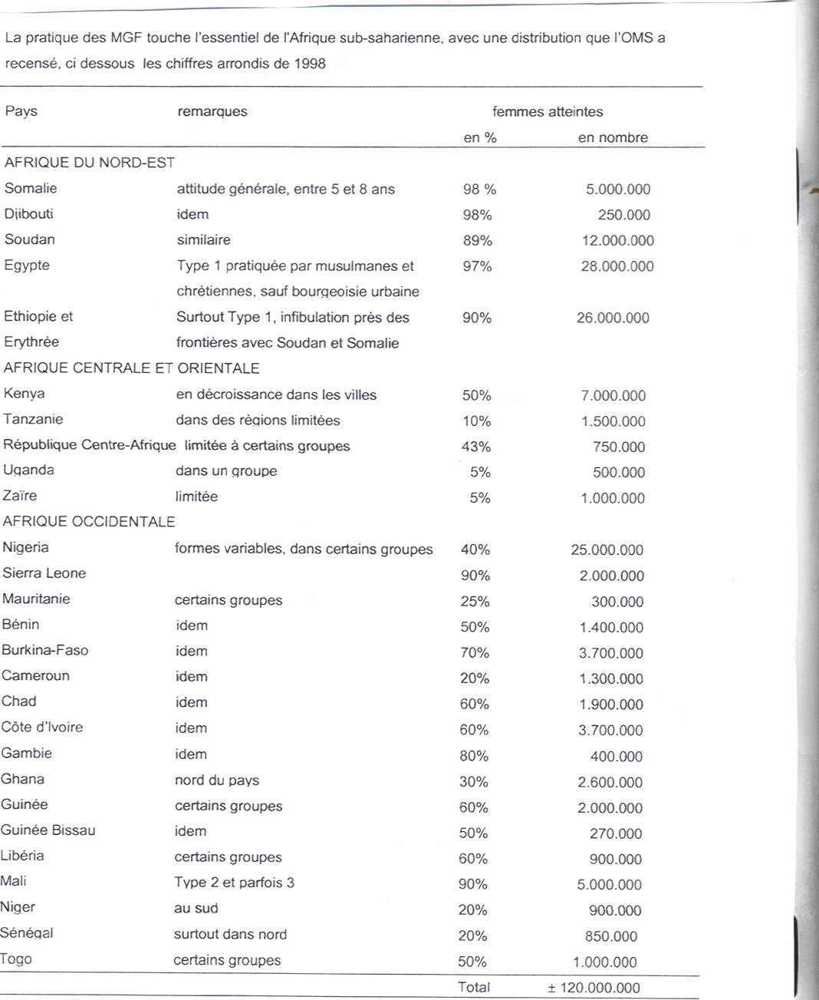 La pratique des MGF touche l'essentiel de l'Afrique sub-saharienne, avec une distribution que l'OMS a
recensé, ci dessous les chiffres arrondis de 1998
Pays remarques femmes atteintes
en % en nombre
AFRIQUE DU NORD-EST
Somalie attitude générale, entre 5 et 8 ans 98 % 5.000.000
Djibouti idem 98% 250.000
Soudan similaire 89% 12.000.000
Egypte Type 1 pratiquée par musulmanes et 97% 28.000.000
chrétiennes, sauf bourgeoisie urbaine
Ethiopie et Surtout Type 1, infibulation près des 90% 26.000.000
Erythrée frontières avec Soudan et Somalie
AFRIQUE CENTRALE ET ORIENTALE
Kenya en décroissance dans les villes 50% 7.000.000
Tanzanie dans des régions limitées 10% 1.500.000
République Centre-Afrique limitée à certains groupes 43% 750.000
Uganda dans un groupe 5% 500.000
Zaïre limitée 5% 1.000.000
AFRIQUE OCCIDENTALE
Nigeria formes variables, dans certains groupes 40% 25.000.000
Sierra Leone 90% 2.000.000
Mauritanie certains groupes 25% 300.000
Bénin idem 50% 1.400.000
Burkina-Faso idem 70% 3.700.000
Cameroun idem 20% 1.300.000
Chad idem 60% 1.900.000
Côte d'Ivoire idem 60% 3.700.000
Gambie idem 80% 400.000
Ghana nord du pays 30% 2.600.000
Guinée certains groupes 60% 2.000.000
Guinée Bissau idem 50% 270.000
Libéria certains groupes 60% 900.000
Mali Type 2 et parfois 3 90% 5.000.000
Niger au sud 20% 900.000
Sénégal surtout dans nord 20% 850.000
Togo certains groupes 50% 1.000.000
Total ± 120.000.000